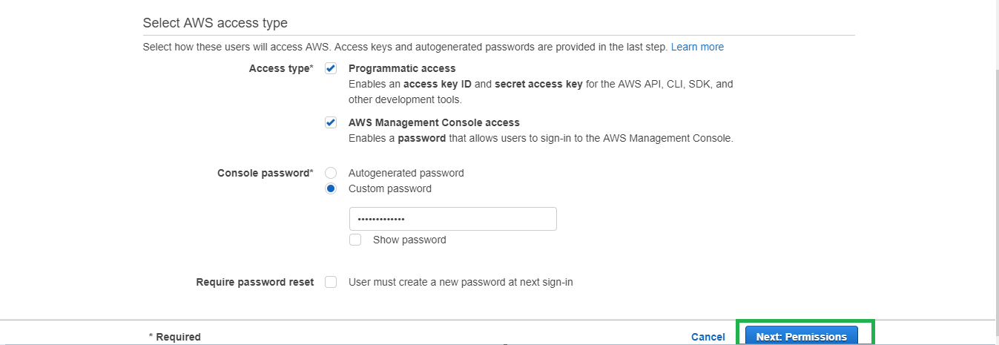 Select AWS access type
Select how these users will access AWS. Access keys and autogenerated passwords are provided in the last step. Learn more
Access type* Programmatic access
Enables an access key ID and secret access key for the AWS API, CLI, SDK, and
other development tools.
AWS Management Console access
Enables a password that allows users to sign-in to the AWS Management Console.
Console password* Autogenerated password
Custom password
•••••••••••••
Show password
Require password reset User must create a new password at next sign-in
* Required Cancel Next: Permissions